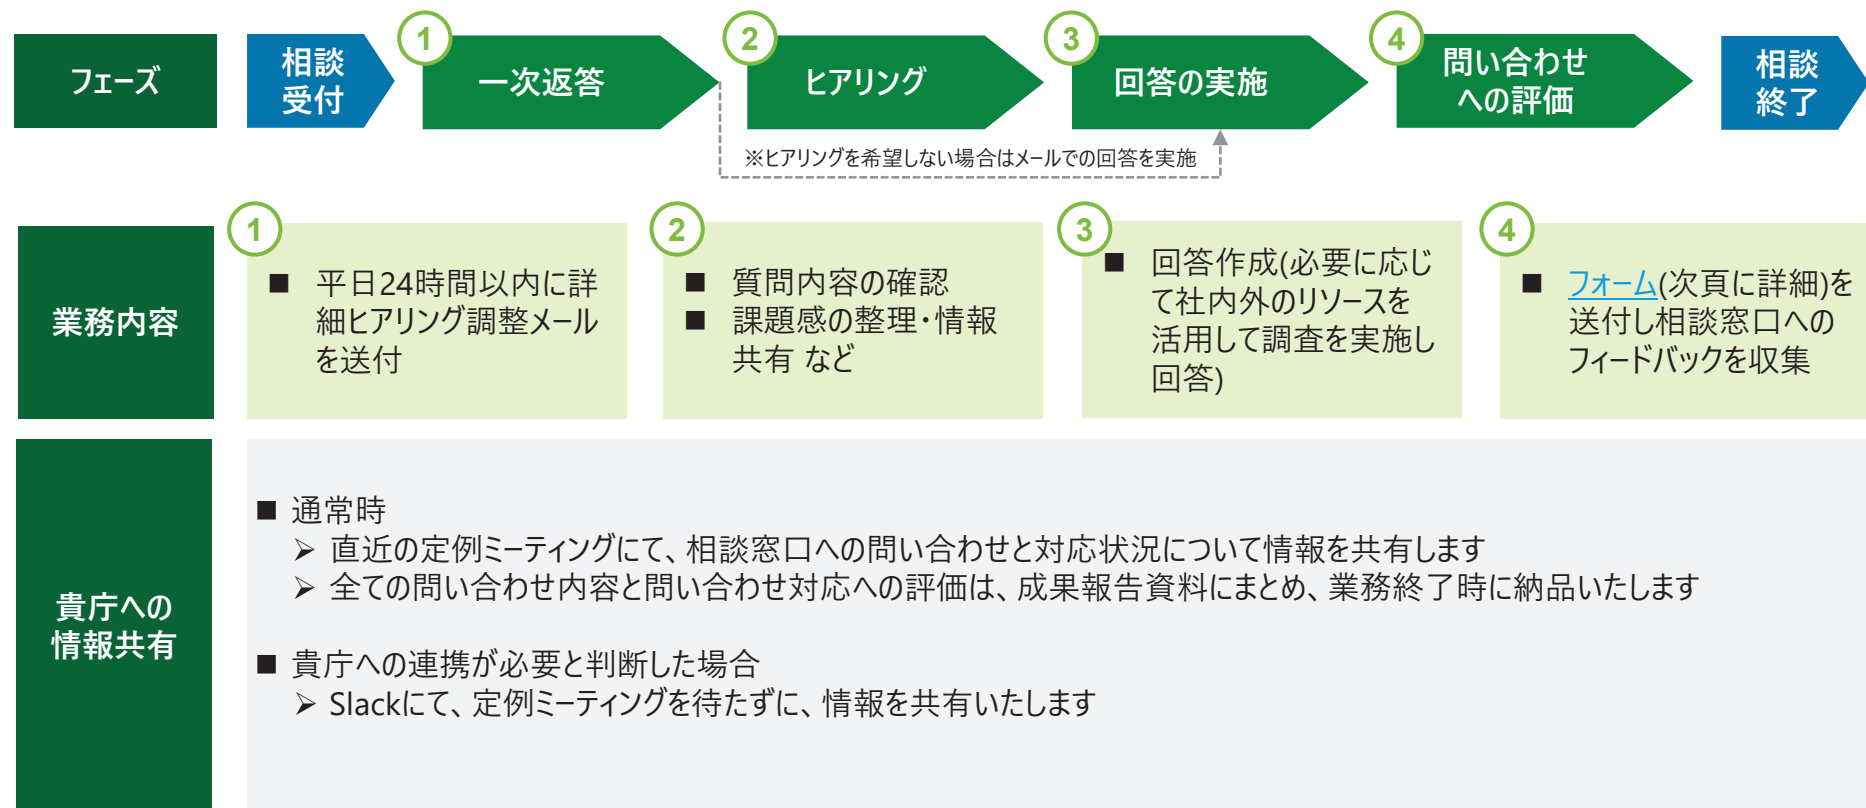 フェーズ
相談
受付
1
一次返答
2
ヒアリング
3
回答の実施
4
問い合わせ
への評価
相談
終了
※ヒアリングを希望しない場合はメールでの回答を実施
業務内容
1
■ 平日24時間以内に詳
細ヒアリング調整メール
を送付
2
■ 質問内容の確認
■ 課題感の整理・情報
共有 など
3
■ 回答作成(必要に応じ
て社内外のリソースを
活用して調査を実施し
回答)
4
■ フォーム(次頁に詳細)を
送付し相談窓口への
フィードバックを収集
貴庁への
情報共有
■ 通常時
➢ 直近の定例ミーティングにて、相談窓口への問い合わせと対応状況について情報を共有します
➢ 全ての問い合わせ内容と問い合わせ対応への評価は、成果報告資料にまとめ、業務終了時に納品いたします
■ 貴庁への連携が必要と判断した場合
➢ Slackにて、定例ミーティングを待たずに、情報を共有いたします